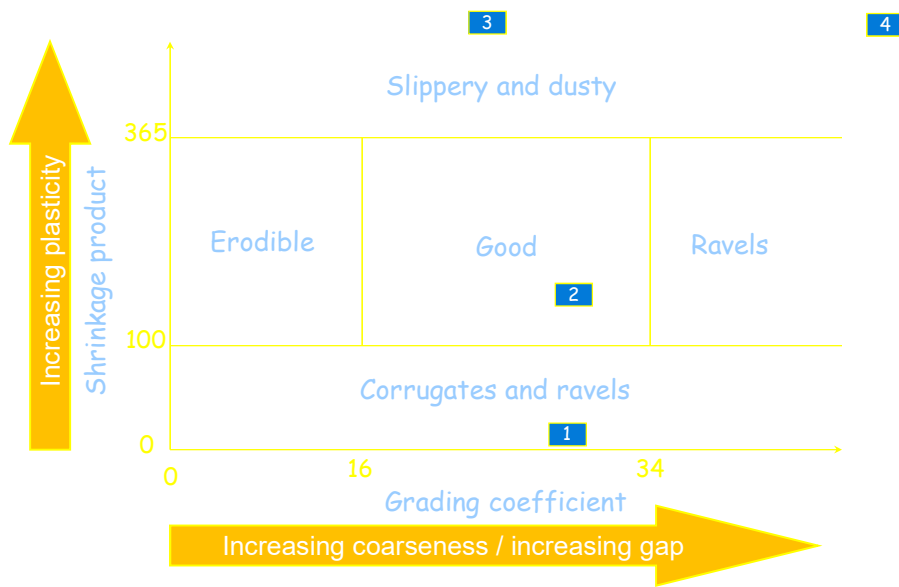 3
4
Slippery and dusty
365
Increasing plasticity
Shrinkage product
Erodible
Good
Ravels
2
100
Corrugates and ravels
1
0
0
16
34
Grading coefficient
Increasing coarseness / increasing gap